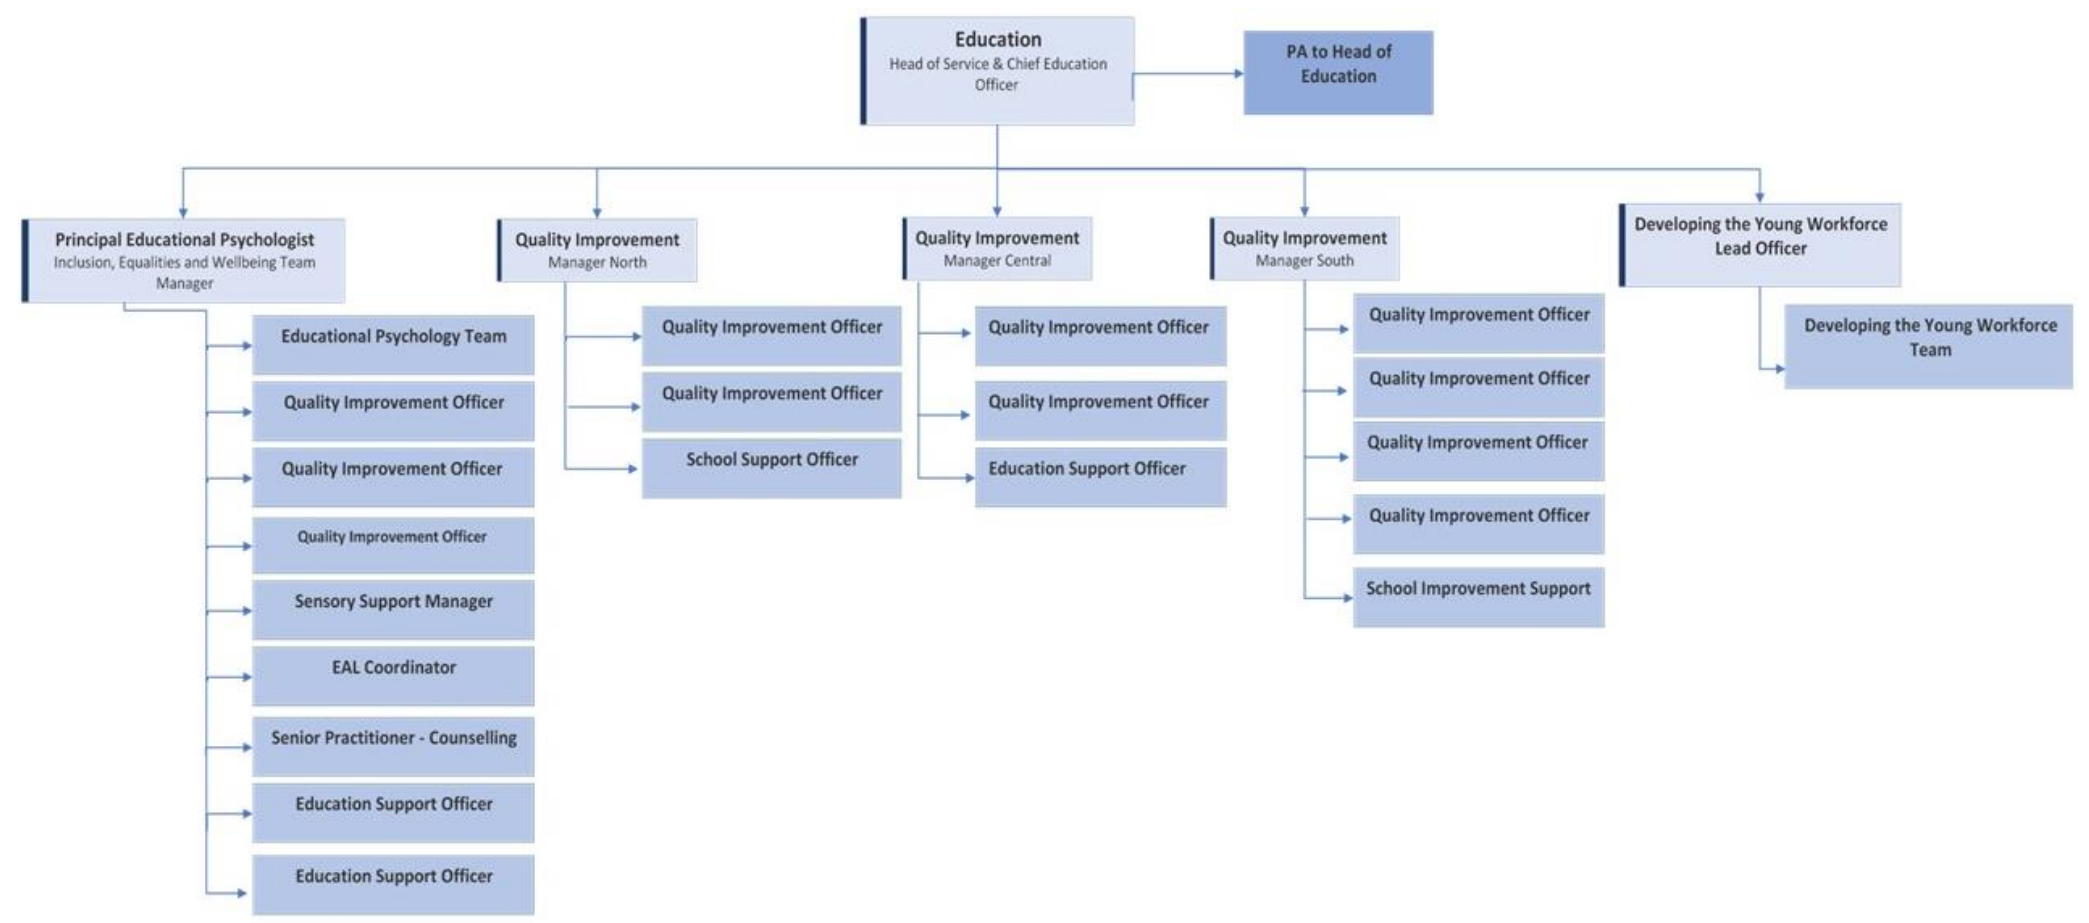 Education
Head of Service & Chief Education
Officer
PA to Head of
Education
Principal Educational Psychologist
Inclusion, Equalities and Wellbeing Team
Manager
Educational Psychology Team
Quality Improvement Officer
Quality Improvement Officer
Quality Improvement Officer
Sensory Support Manager
EAL Coordinator
Senior Practitioner - Counselling
Education Support Officer
Education Support Officer
Quality Improvement
Manager North
Quality Improvement Officer
Quality Improvement Officer
School Support Officer
Quality Improvement
Manager Central
Quality Improvement Officer
Quality Improvement Officer
Education Support Officer
Quality Improvement
Manager South
Quality Improvement Officer
Quality Improvement Officer
Quality Improvement Officer
Quality Improvement Officer
School Improvement Support
Developing the Young Workforce
Lead Officer
Developing the Young Workforce
Team